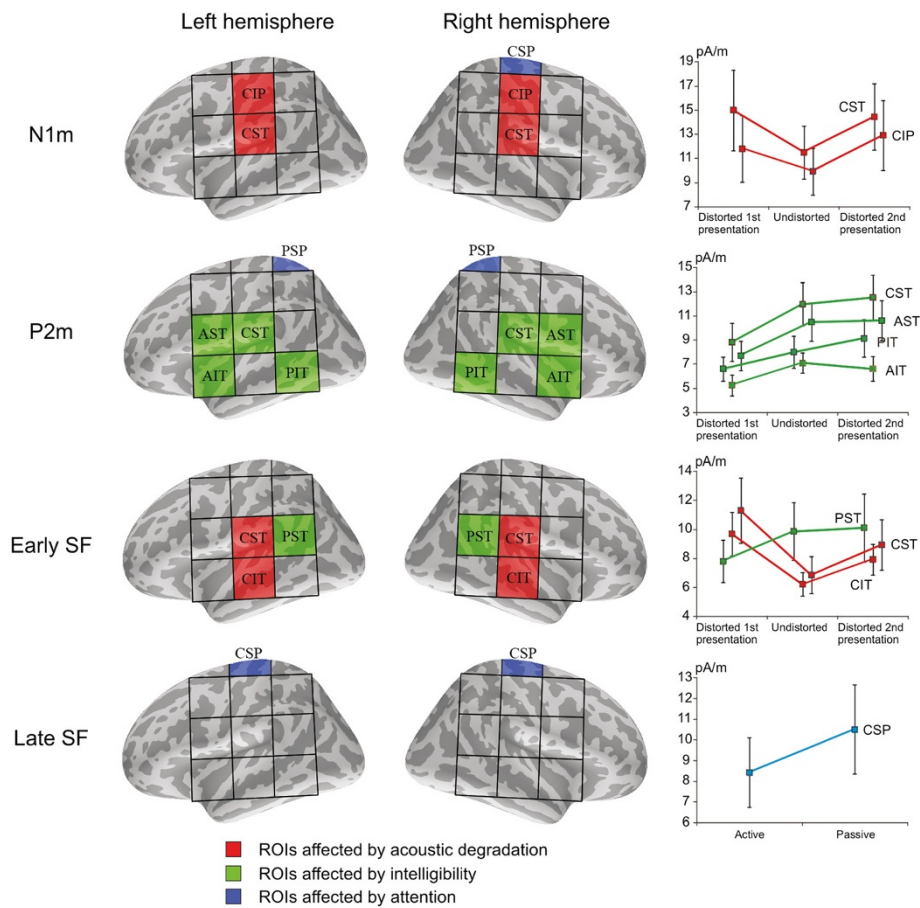 Left hemisphere
Right hemisphere
N1m
CIP
CST
CSP
CIP
CST
pA/m
19
17
15
13
11
9
7
CST
CIP
Distorted 1st
presentation
Undistorted
Distorted 2nd
presentation
P2m
PSP
AST CST
AIT PIT
PSP
CST AST
PIT AIT
pA/m
15
13
11
9
7
5
3
CST
AST
PIT
AIT
Distorted 1st
presentation
Undistorted
Distorted 2nd
presentation
Early SF
CST PST
CIT
PST CST
CIT
pA/m
14
12
10
8
6
4
PST
CST
CIT
Distorted 1st
presentation
Undistorted
Distorted 2nd
presentation
Late SF
CSP
CSP
pA/m
13
12
11
10
9
8
7
6
CSP
Active
Passive
ROIs affected by acoustic degradation
ROIs affected by intelligibility
ROIs affected by attention